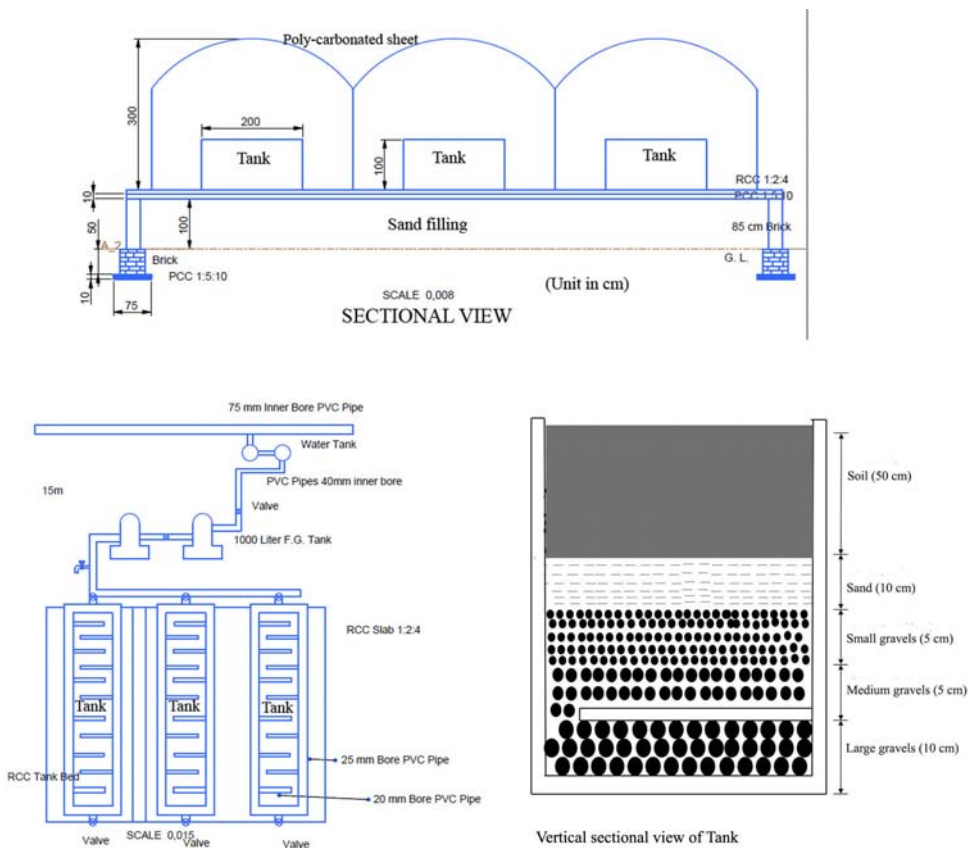 Poly-carbonated sheet
300
200
100
Tank
Tank
Tank
RCC 1:2:4
PCC 1:5:10
10
50
100
Sand filling
85 cm Brick
A_2
Brick
G. L.
PCC 1:5:10
10
75
(Unit in cm)
SCALE 0,008
SECTIONAL VIEW
75 mm Inner Bore PVC Pipe
Water Tank
PVC Pipes 40mm inner bore
15m
Valve
1000 Liter F.G. Tank
RCC Slab 1:2:4
Tank
Tank
Tank
25 mm Bore PVC Pipe
RCC Tank Bed
20 mm Bore PVC Pipe
SCALE 0,015
Valve
Valve
Valve
Soil (50 cm)
Sand (10 cm)
Small gravels (5 cm)
Medium gravels (5 cm)
Large gravels (10 cm)
Vertical sectional view of Tank